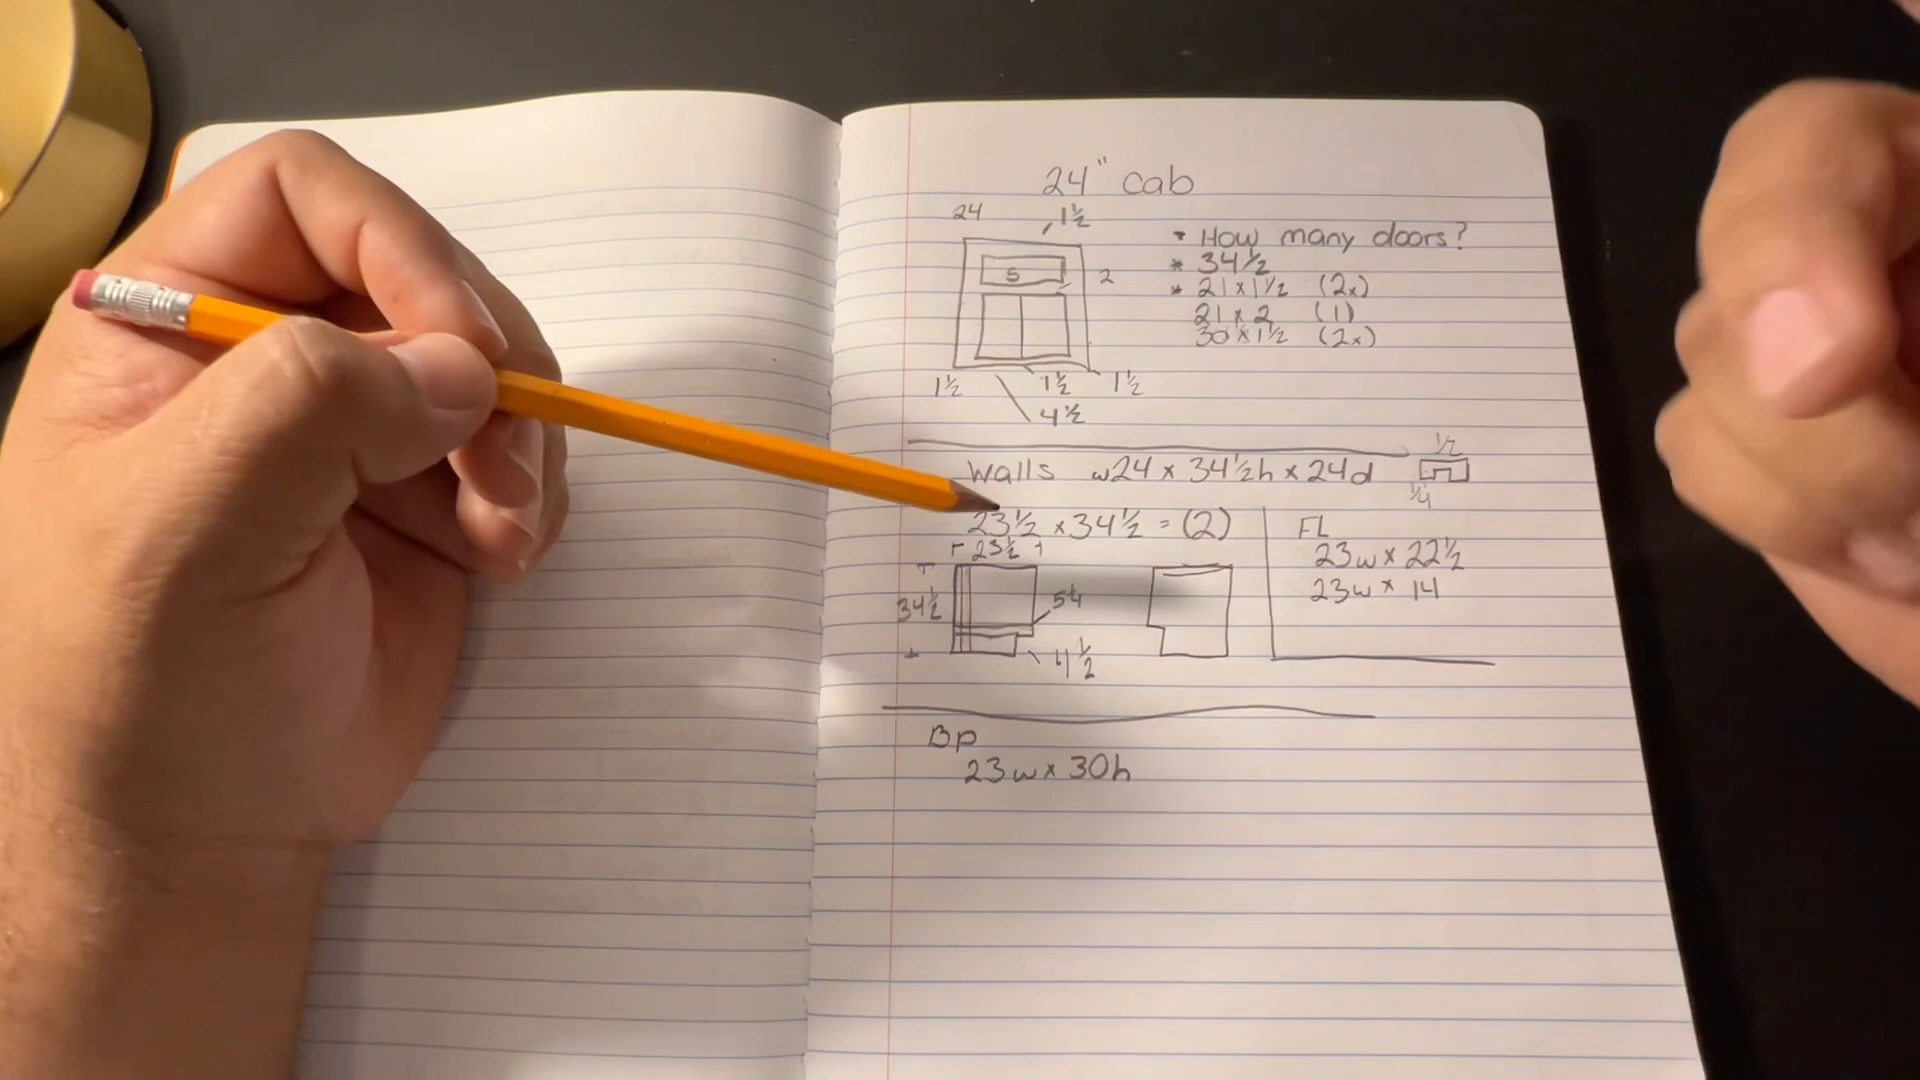 24" cab
24 1½
* How many doors?
* 34½
5 2
* 21 x 1½ (2x)
21 x 2 (1)
30 x 1½ (2x)
1½ 1½ 1½
4½
Walls w24 x 34½h x 24d
1/2
1/4
23½ x 34½ = (2)
23½
34½
5¼
4½
FL
23w x 22½
23w x 14
Bp
23w x 30h